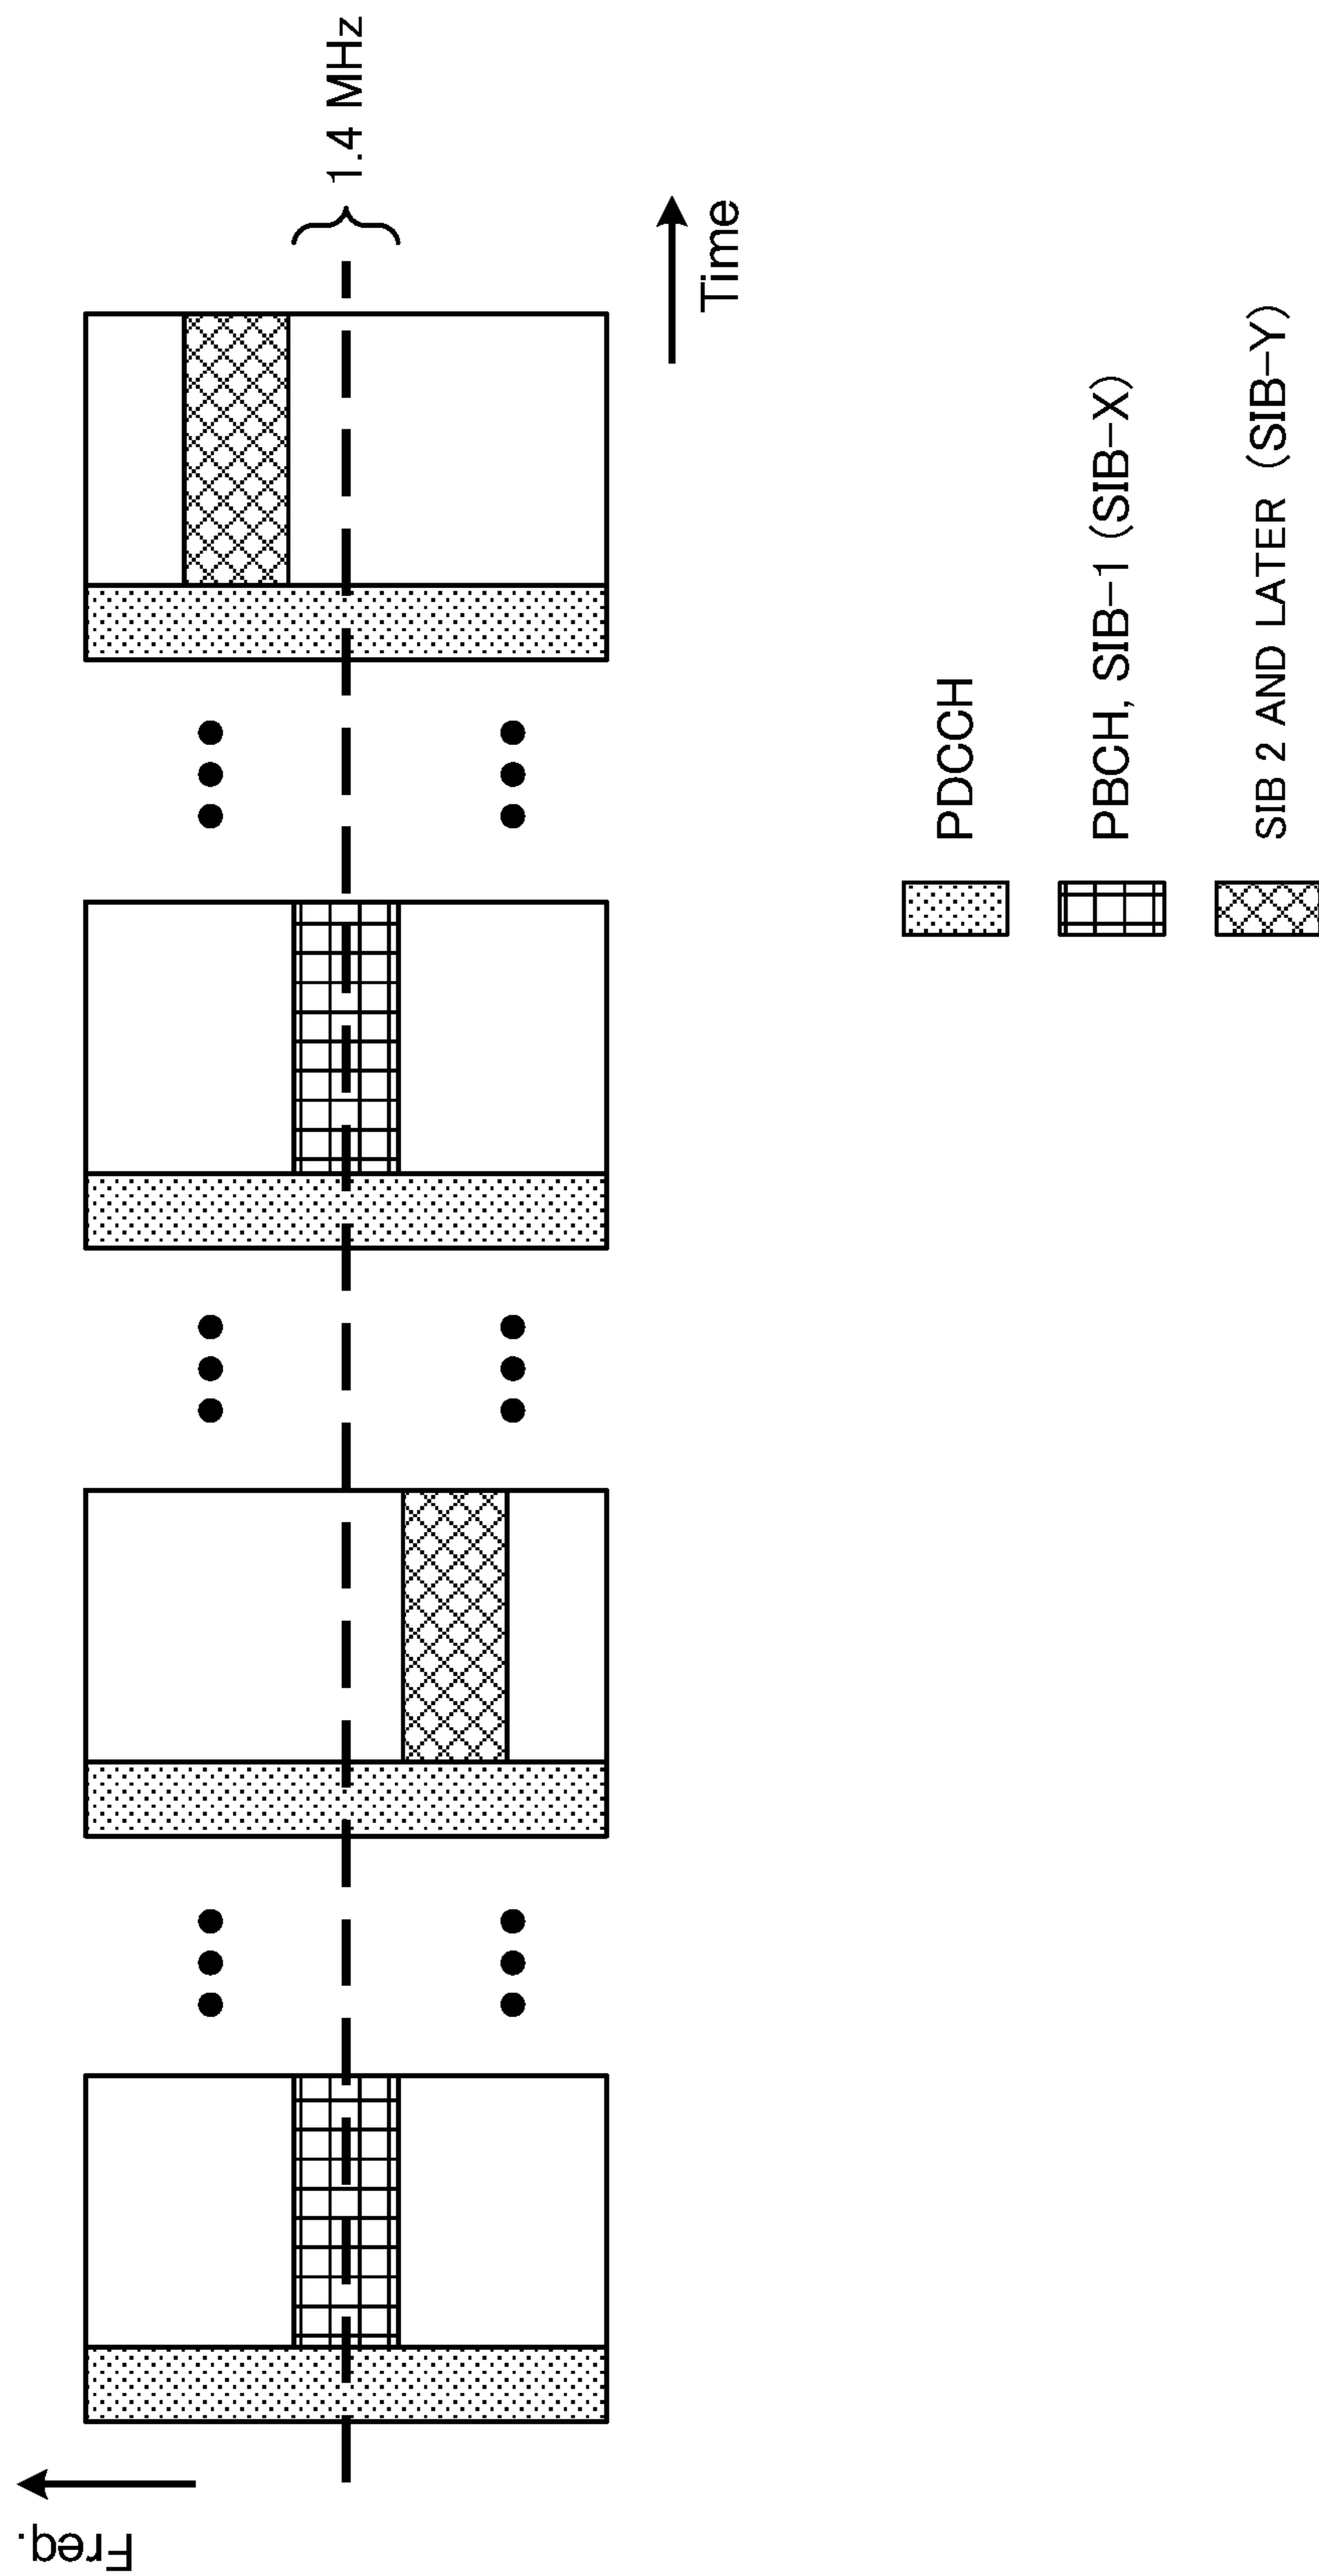 Freq.
1.4 MHz
Time
PDCCH
PBCH, SIB-1 (SIB-X)
SIB 2 AND LATER (SIB-Y)